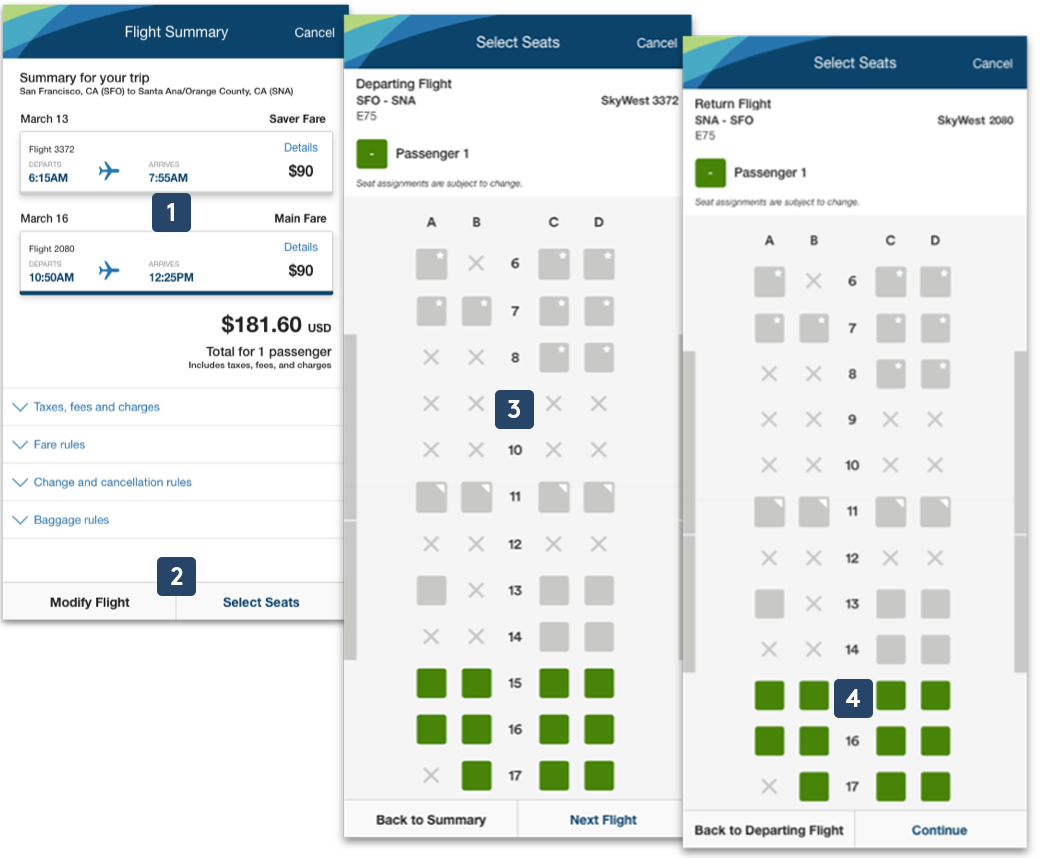 Flight Summary
Cancel
Summary for your trip
San Francisco, CA (SFO) to Santa Ana/Orange County, CA (SNA)
March 13
Saver Fare
Flight 3372
Details
DEPARTS
ARRIVES
6:15AM
7:55AM
$90
1
March 16
Main Fare
Flight 2080
Details
DEPARTS
ARRIVES
10:50AM
12:25PM
$90
$181.60 USD
Total for 1 passenger
Includes taxes, fees, and charges
Taxes, fees and charges
Fare rules
Change and cancellation rules
Baggage rules
2
Modify Flight
Select Seats
Select Seats
Cancel
Departing Flight
SFO - SNA
SkyWest 3372
E75
- Passenger 1
Seat assignments are subject to change.
A B C D
6
7
8
3
10
11
12
13
14
15
16
17
Back to Summary
Next Flight
Select Seats
Cancel
Return Flight
SNA - SFO
SkyWest 2080
E75
- Passenger 1
Seat assignments are subject to change.
A B C D
6
7
8
9
10
11
12
13
14
4
16
17
Back to Departing Flight
Continue